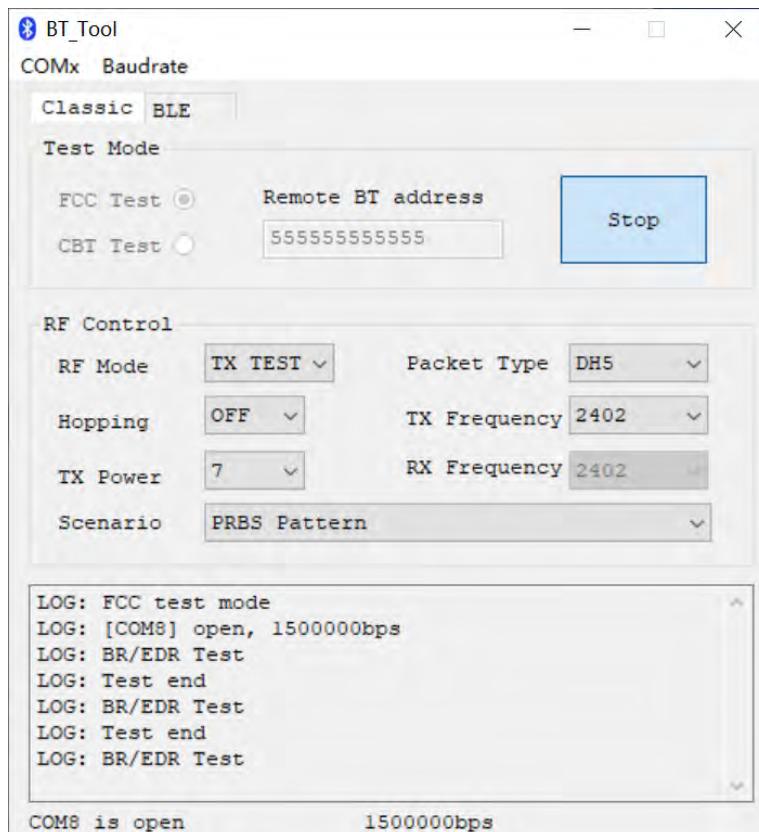 BT_Tool
COMx Baudrate
Classic BLE
Test Mode
FCC Test
Remote BT address
Stop
CBT Test
555555555555
RF Control
RF Mode TX TEST Packet Type DH5
Hopping OFF TX Frequency 2402
TX Power 7 RX Frequency 2402
Scenario PRBS Pattern
LOG: FCC test mode
LOG: [COM8] open, 1500000bps
LOG: BR/EDR Test
LOG: Test end
LOG: BR/EDR Test
LOG: Test end
LOG: BR/EDR Test
COM8 is open 1500000bps